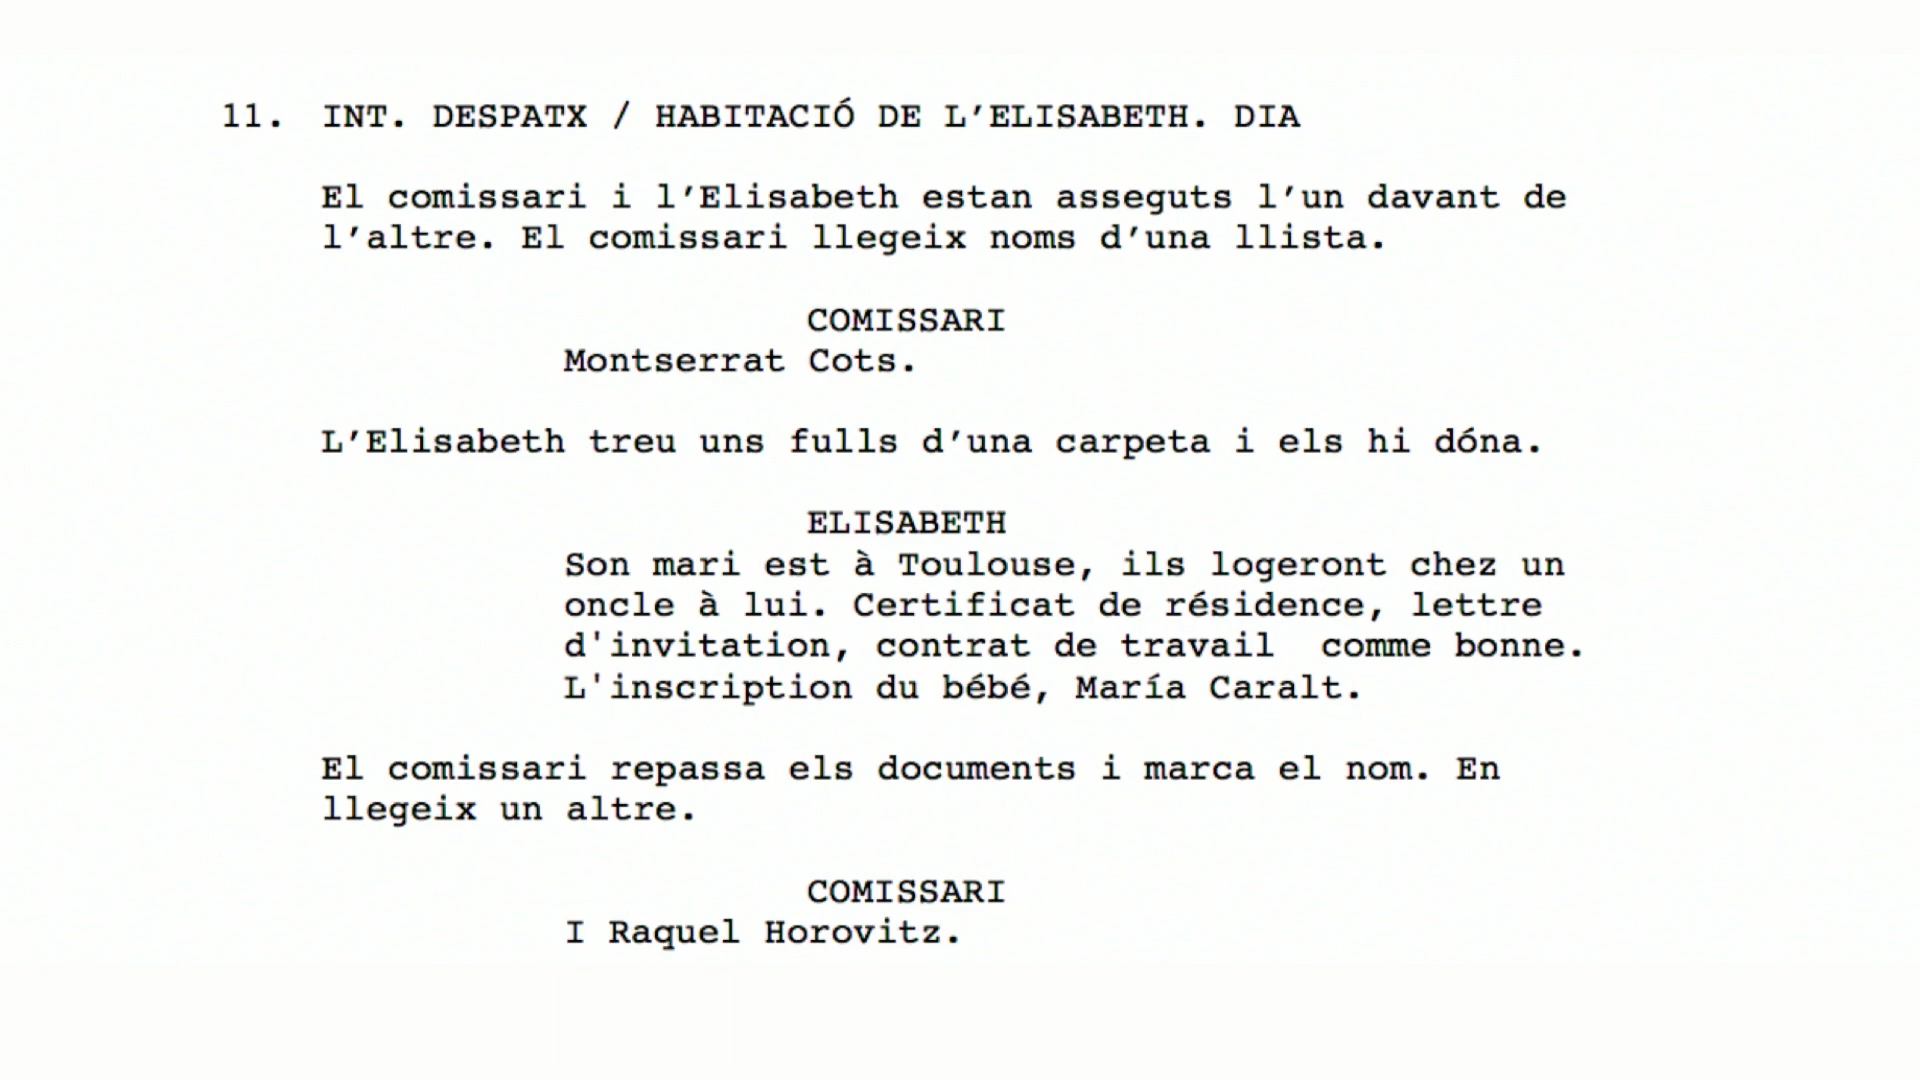 11. INT. DESPATX / HABITACIÓ DE L’ELISABETH. DIA
El comissari i l’Elisabeth estan asseguts l’un davant de
l’altre. El comissari llegeix noms d’una llista.
COMISSARI
Montserrat Cots.
L’Elisabeth treu uns fulls d’una carpeta i els hi dóna.
ELISABETH
Son mari est à Toulouse, ils logeront chez un
oncle à lui. Certificat de résidence, lettre
d'invitation, contrat de travail  comme bonne.
L'inscription du bébé, María Caralt.
El comissari repassa els documents i marca el nom. En
llegeix un altre.
COMISSARI
I Raquel Horovitz.